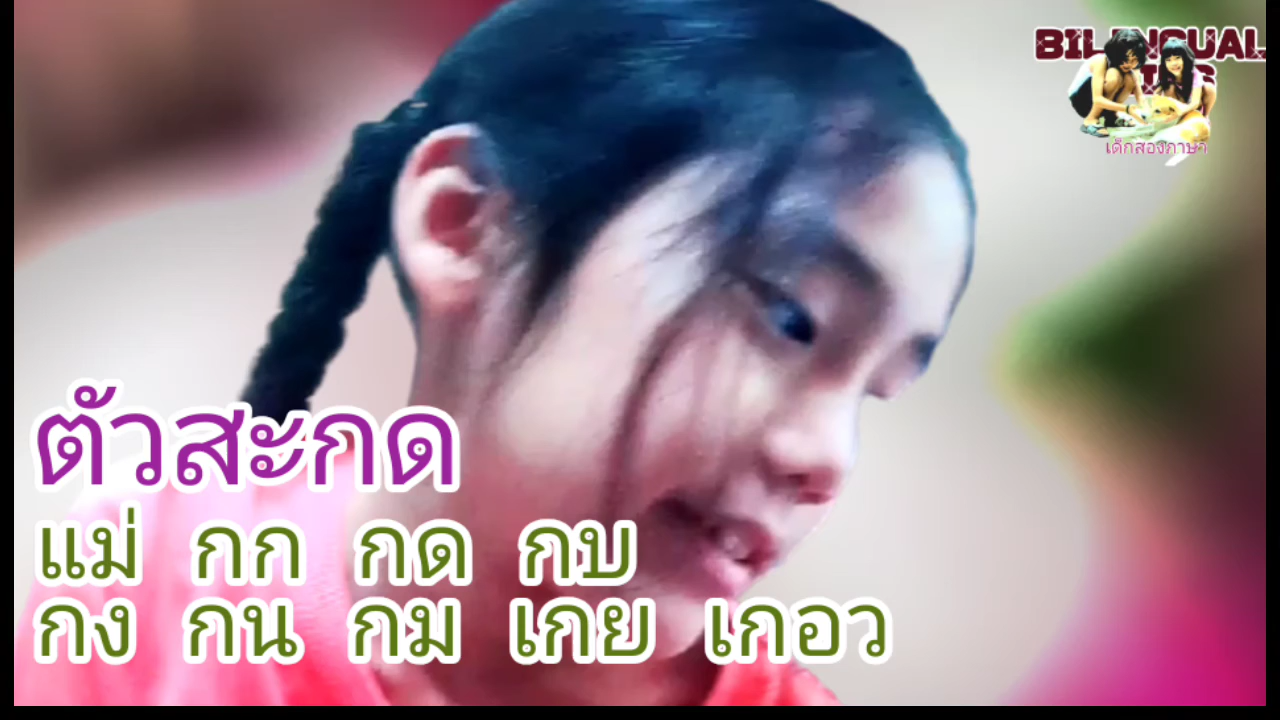 BILINGUAL
เด็กสองภาษา
ตัวสะกด
แม่ กก กด กบ
กง กน กม เกย เกอว